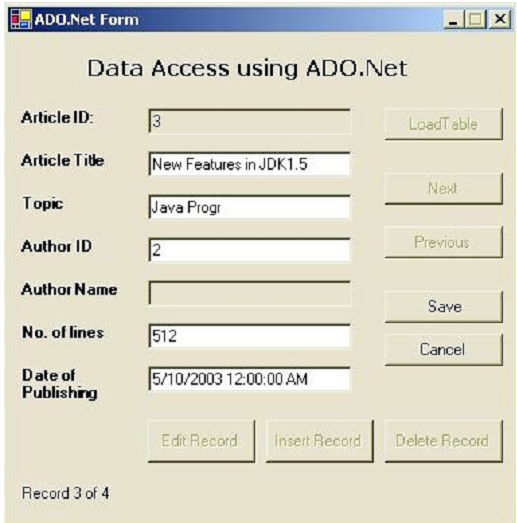 ADO.Net Form
Data Access using ADO.Net
Article ID: 3 LoadTable
Article Title New Features in JDK1.5
Next
Topic Java Progr
Author ID 2 Previous
Author Name
Save
No. of lines 512
Cancel
Date of Publishing 5/10/2003 12:00:00 AM
Edit Record Insert Record Delete Record
Record 3 of 4